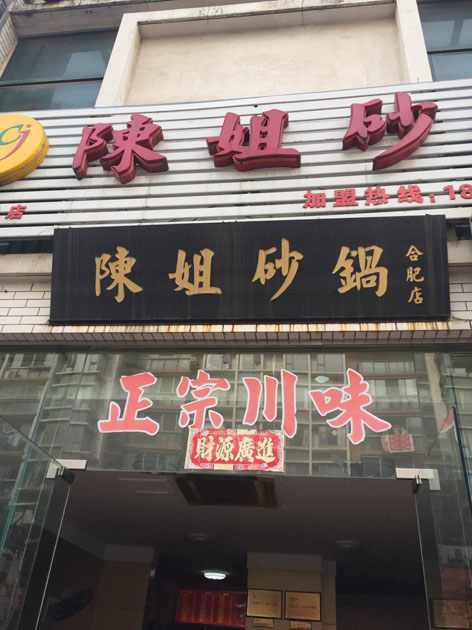 陳姐砂
店
加盟热线:18
陳姐砂鍋 合肥店
正宗川味
財源廣進